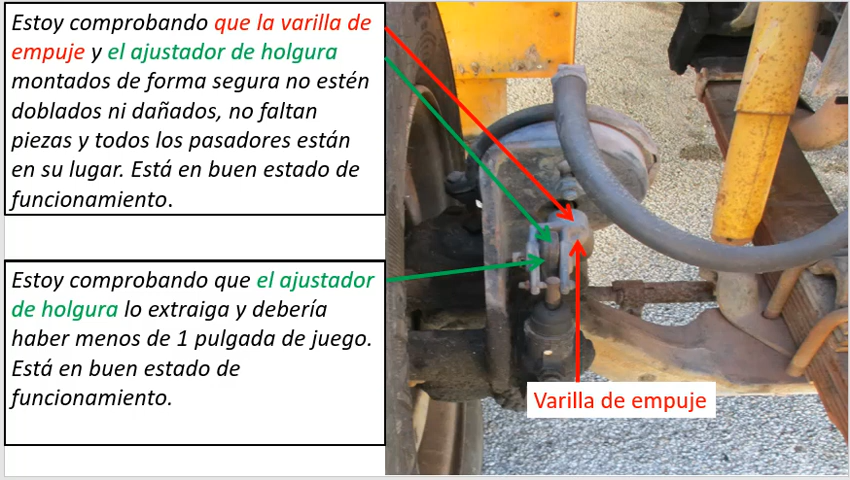 Estoy comprobando que la varilla de
empuje y el ajustador de holgura
montados de forma segura no estén
doblados ni dañados, no faltan
piezas y todos los pasadores están
en su lugar. Está en buen estado de
funcionamiento.
Estoy comprobando que el ajustador
de holgura lo extraiga y debería
haber menos de 1 pulgada de juego.
Está en buen estado de
funcionamiento.
Varilla de empuje